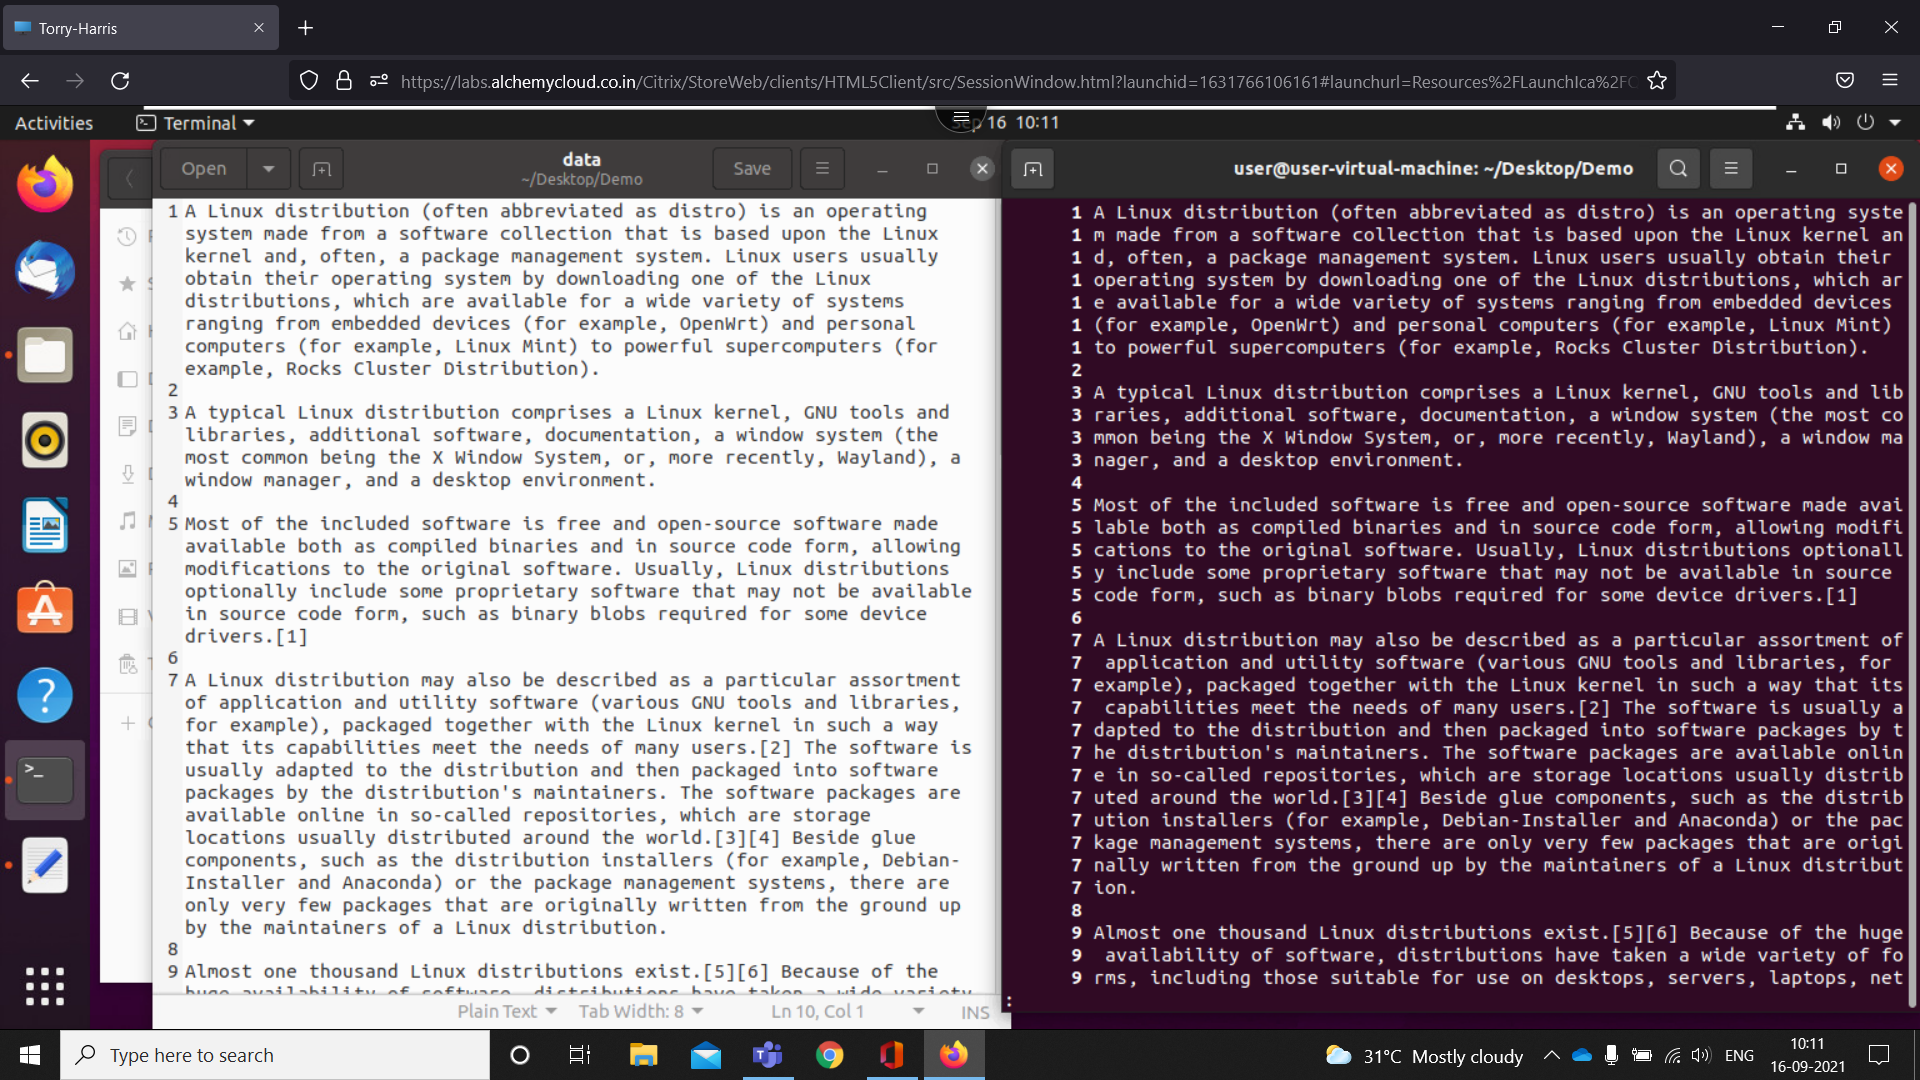 Torry-Harris
https://labs.alchemycloud.co.in/Citrix/StoreWeb/clients/HTML5Client/src/SessionWindow.html?launchid=1631766106161#launchurl=Resources%2FLaunchIca%2FC
Activities
Terminal
Sep 16 10:11
Open
data
~/Desktop/Demo
Save
1 A Linux distribution (often abbreviated as distro) is an operating
system made from a software collection that is based upon the Linux
kernel and, often, a package management system. Linux users usually
obtain their operating system by downloading one of the Linux
distributions, which are available for a wide variety of systems
ranging from embedded devices (for example, OpenWrt) and personal
computers (for example, Linux Mint) to powerful supercomputers (for
example, Rocks Cluster Distribution).
2
3 A typical Linux distribution comprises a Linux kernel, GNU tools and
libraries, additional software, documentation, a window system (the
most common being the X Window System, or, more recently, Wayland), a
window manager, and a desktop environment.
4
5 Most of the included software is free and open-source software made
available both as compiled binaries and in source code form, allowing
modifications to the original software. Usually, Linux distributions
optionally include some proprietary software that may not be available
in source code form, such as binary blobs required for some device
drivers.[1]
6
7 A Linux distribution may also be described as a particular assortment
of application and utility software (various GNU tools and libraries,
for example), packaged together with the Linux kernel in such a way
that its capabilities meet the needs of many users.[2] The software is
usually adapted to the distribution and then packaged into software
packages by the distribution's maintainers. The software packages are
available online in so-called repositories, which are storage
locations usually distributed around the world.[3][4] Beside glue
components, such as the distribution installers (for example, Debian-
Installer and Anaconda) or the package management systems, there are
only very few packages that are originally written from the ground up
by the maintainers of a Linux distribution.
8
9 Almost one thousand Linux distributions exist.[5][6] Because of the
huge availability of software, distributions have taken a wide variety
Plain Text
Tab Width: 8
Ln 10, Col 1
INS
user@user-virtual-machine: ~/Desktop/Demo
1 A Linux distribution (often abbreviated as distro) is an operating syste
1 m made from a software collection that is based upon the Linux kernel an
1 d, often, a package management system. Linux users usually obtain their
1 operating system by downloading one of the Linux distributions, which ar
1 e available for a wide variety of systems ranging from embedded devices
1 (for example, OpenWrt) and personal computers (for example, Linux Mint)
1 to powerful supercomputers (for example, Rocks Cluster Distribution).
2
3 A typical Linux distribution comprises a Linux kernel, GNU tools and lib
3 raries, additional software, documentation, a window system (the most co
3 mmon being the X Window System, or, more recently, Wayland), a window ma
3 nager, and a desktop environment.
4
5 Most of the included software is free and open-source software made avai
5 lable both as compiled binaries and in source code form, allowing modifi
5 cations to the original software. Usually, Linux distributions optionall
5 y include some proprietary software that may not be available in source
5 code form, such as binary blobs required for some device drivers.[1]
6
7 A Linux distribution may also be described as a particular assortment of
7 application and utility software (various GNU tools and libraries, for
7 example), packaged together with the Linux kernel in such a way that its
7 capabilities meet the needs of many users.[2] The software is usually a
7 dapted to the distribution and then packaged into software packages by t
7 he distribution's maintainers. The software packages are available onlin
7 e in so-called repositories, which are storage locations usually distrib
7 uted around the world.[3][4] Beside glue components, such as the distrib
7 ution installers (for example, Debian-Installer and Anaconda) or the pac
7 kage management systems, there are only very few packages that are origi
7 nally written from the ground up by the maintainers of a Linux distribut
7 ion.
8
9 Almost one thousand Linux distributions exist.[5][6] Because of the huge
9 availability of software, distributions have taken a wide variety of fo
9 rms, including those suitable for use on desktops, servers, laptops, net
:
Type here to search
31°C Mostly cloudy
ENG
10:11
16-09-2021